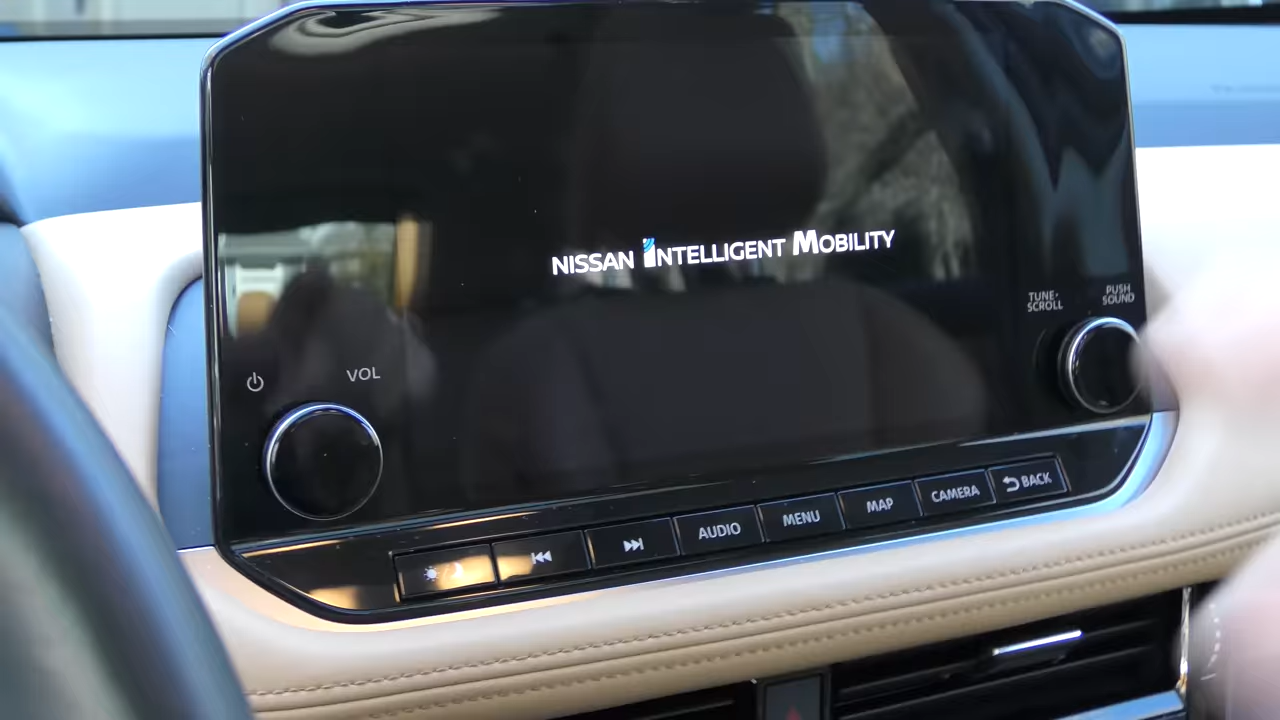 NISSAN INTELLIGENT MOBILITY
TUNE·
SCROLL
PUSH
SOUND
VOL
AUDIO
MENU
MAP
CAMERA
BACK